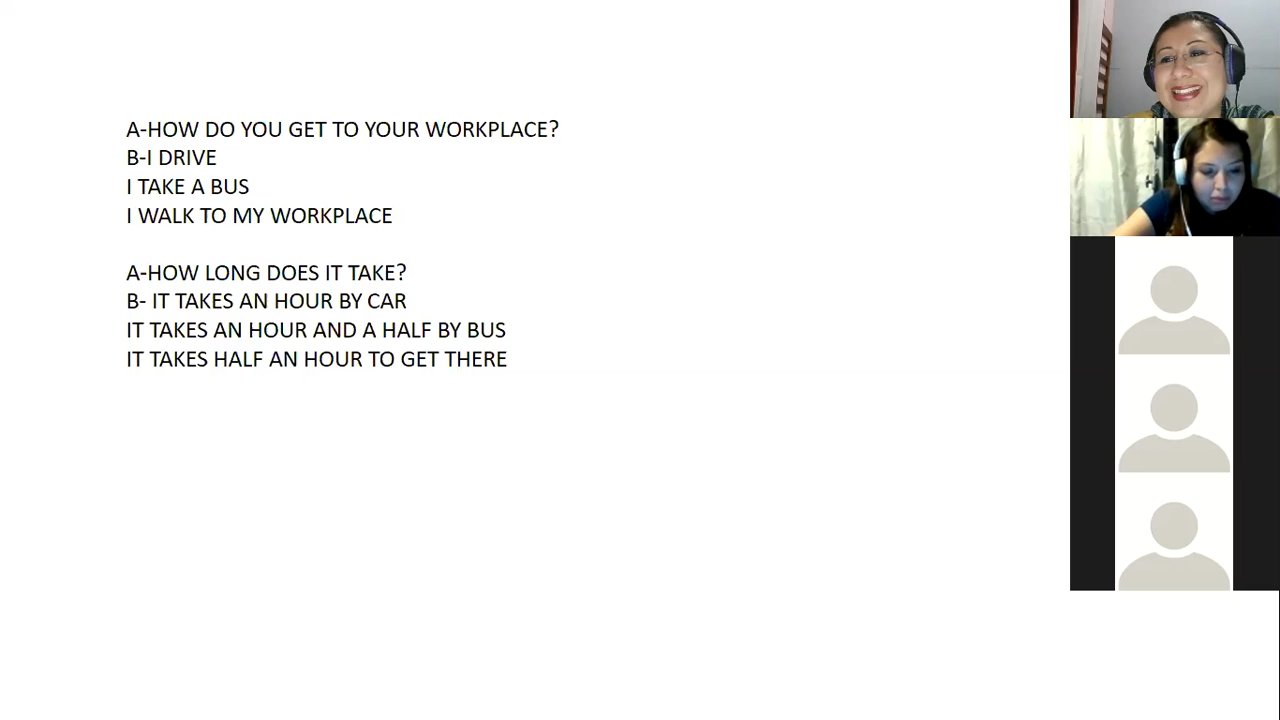 A-HOW DO YOU GET TO YOUR WORKPLACE?
B-I DRIVE
I TAKE A BUS
I WALK TO MY WORKPLACE
A-HOW LONG DOES IT TAKE?
B- IT TAKES AN HOUR BY CAR
IT TAKES AN HOUR AND A HALF BY BUS
IT TAKES HALF AN HOUR TO GET THERE